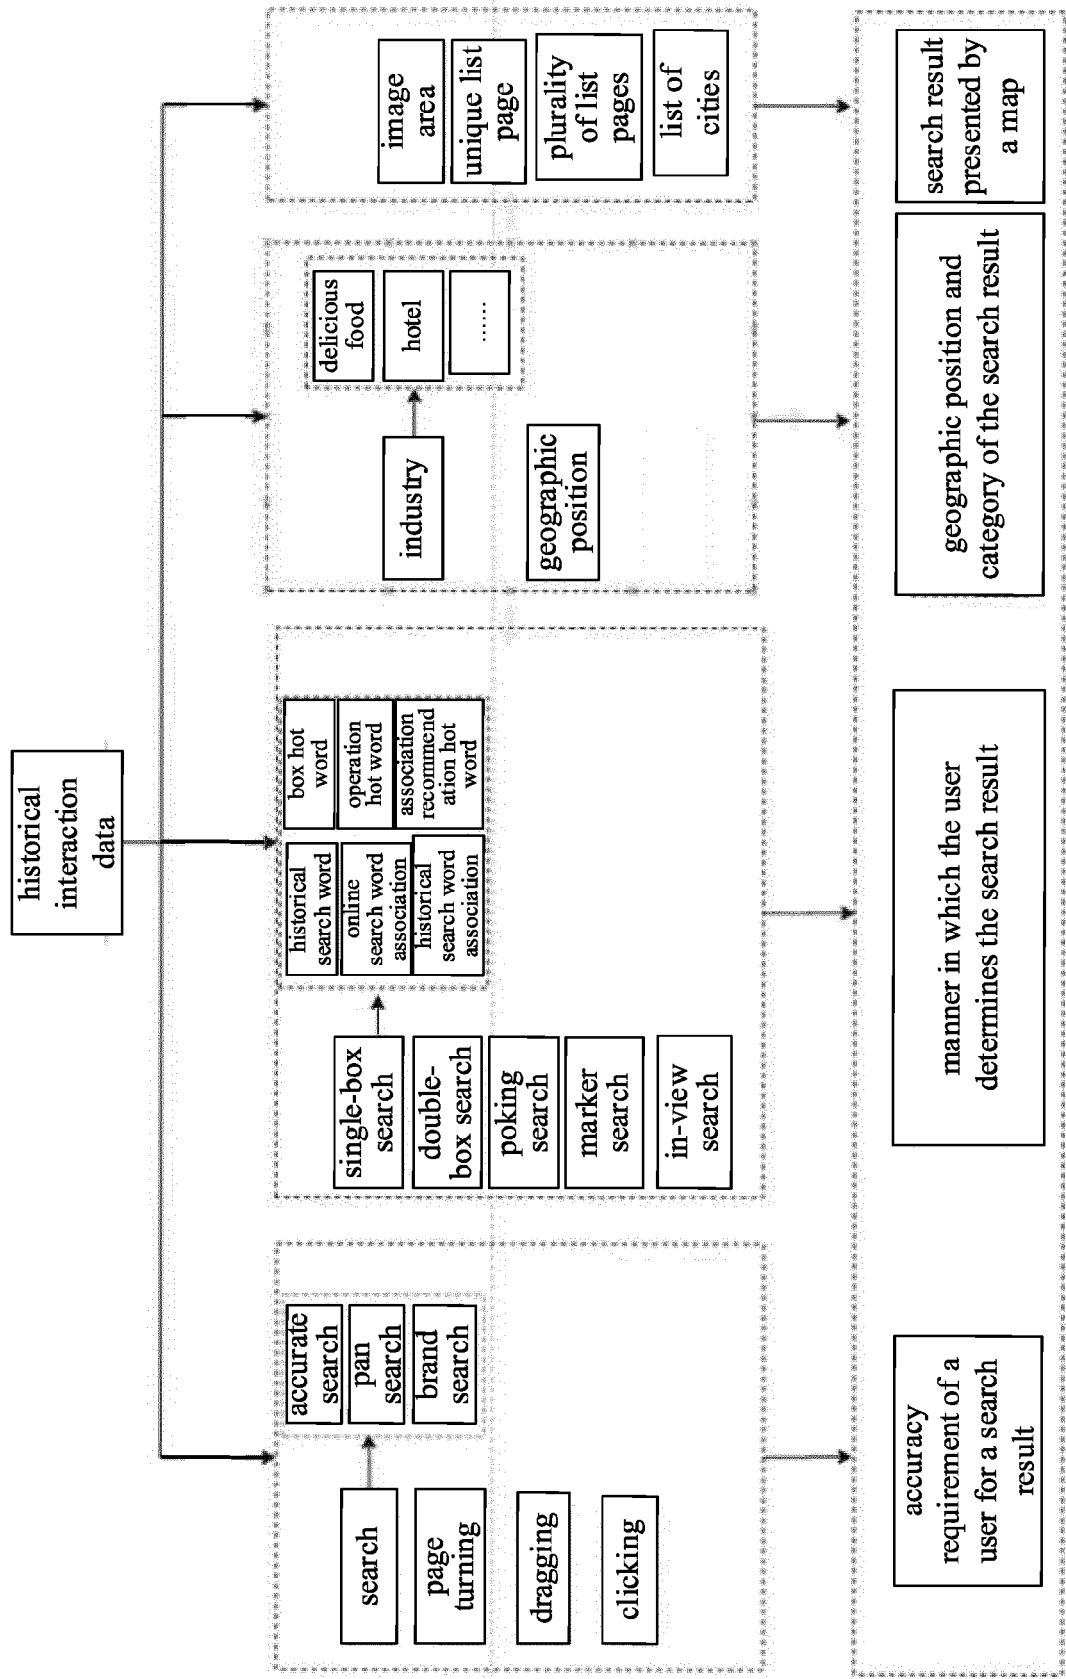 historical
interaction
data
search
page
turning
dragging
clicking
accurate
search
pan
search
brand
search
single-box
search
double-
box search
poking
search
marker
search
in-view
search
historical
search word
online
search word
association
historical
search word
association
box hot
word
operation
hot word
association
recommend
ation hot
word
industry
geographic
position
delicious
food
hotel
......
image
area
unique list
page
plurality
of list
pages
list of
cities
accuracy
requirement of a
user for a search
result
manner in which the user
determines the search result
geographic position and
category of the search result
search result
presented by
a map